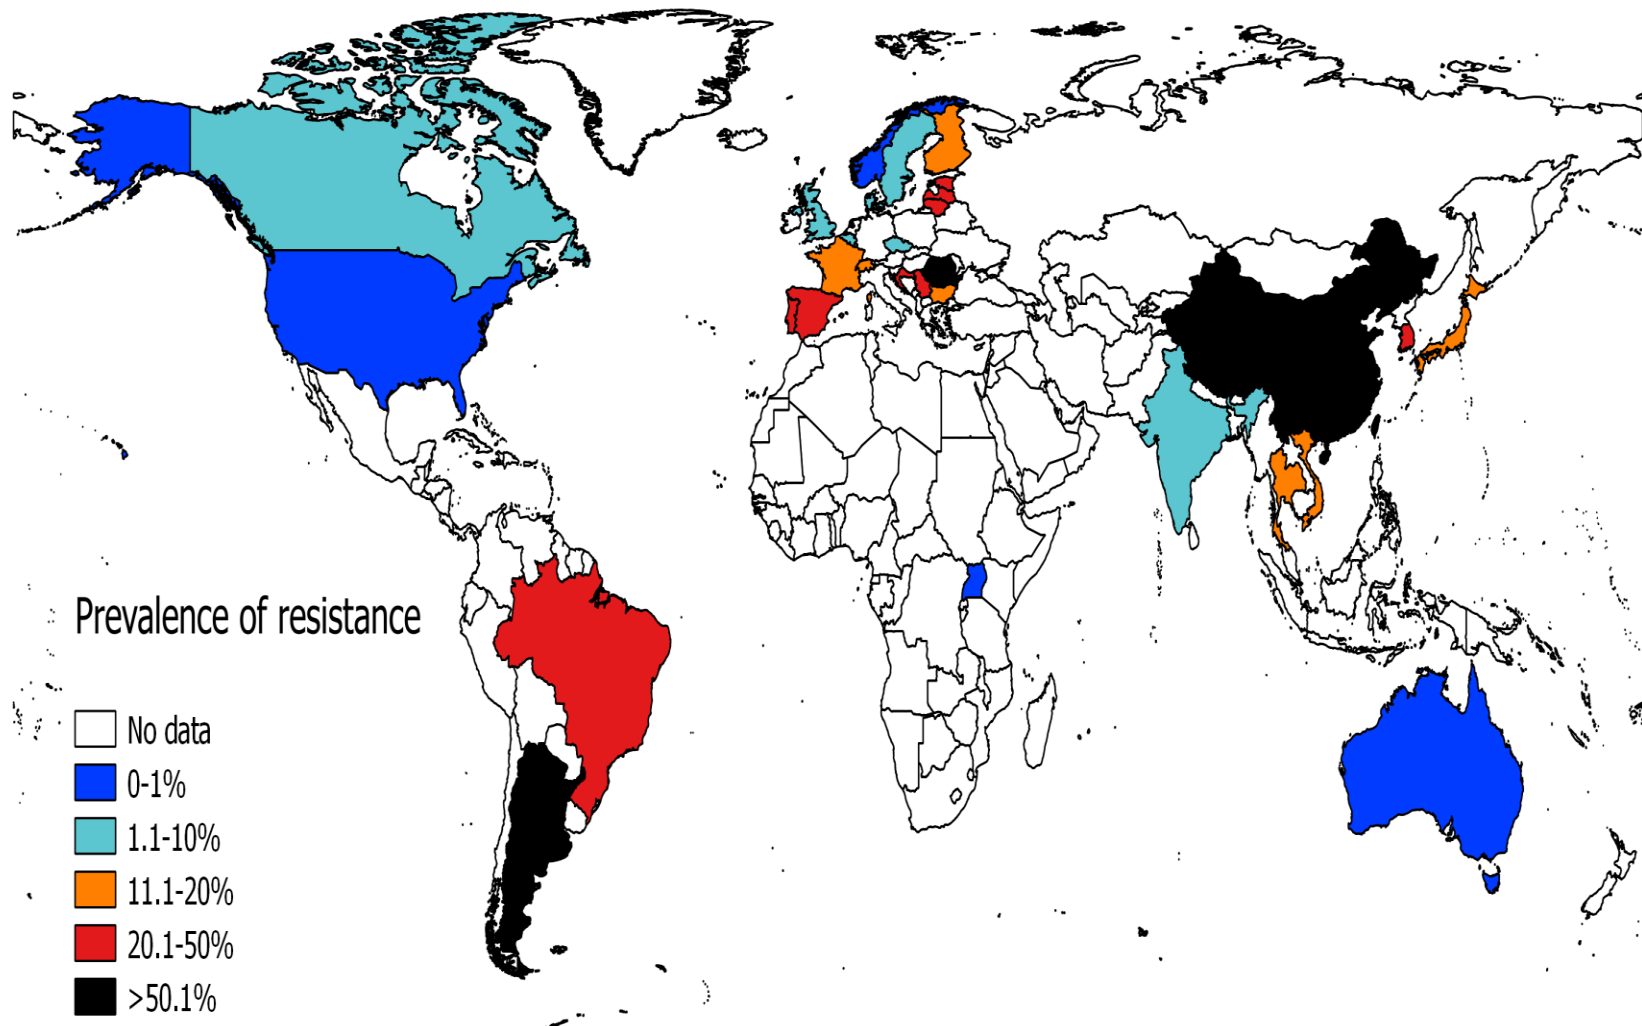 Prevalence of resistance
No data
0-1%
1.1-10%
11.1-20%
20.1-50%
>50.1%